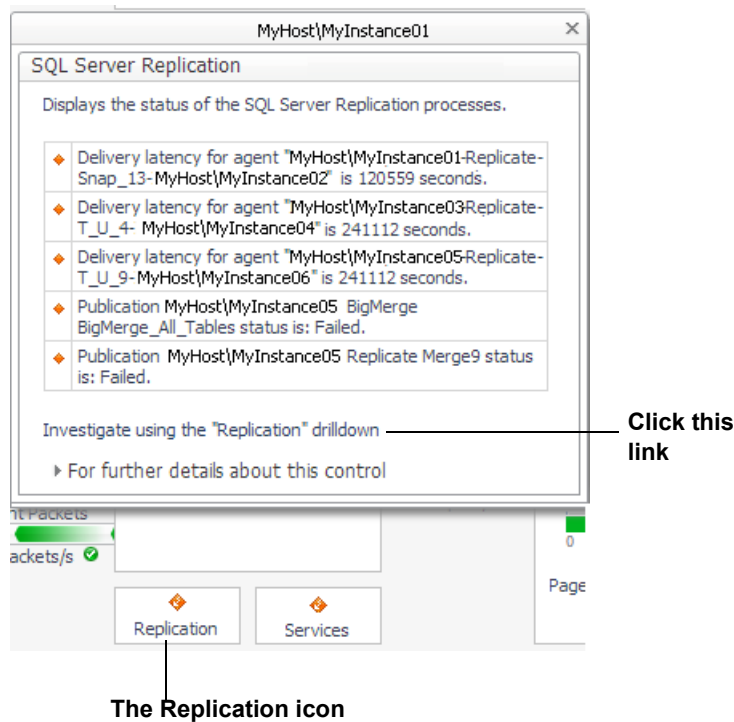 MyHost\MyInstance01
SQL Server Replication
Displays the status of the SQL Server Replication processes.
Delivery latency for agent "MyHost\MyInstance01-Replicate-
Snap_13-MyHost\MyInstance02" is 120559 seconds.
Delivery latency for agent "MyHost\MyInstance03-Replicate-
T_U_4- MyHost\MyInstance04" is 241112 seconds.
Delivery latency for agent "MyHost\MyInstance05-Replicate-
T_U_9-MyHost\MyInstance06" is 241112 seconds.
Publication MyHost\MyInstance05 BigMerge
BigMerge_All_Tables status is: Failed.
Publication MyHost\MyInstance05 Replicate Merge9 status
is: Failed.
Investigate using the "Replication" drilldown
Click this
link
For further details about this control
nt Packets
ackets/s
0
Page
Replication
Services
The Replication icon